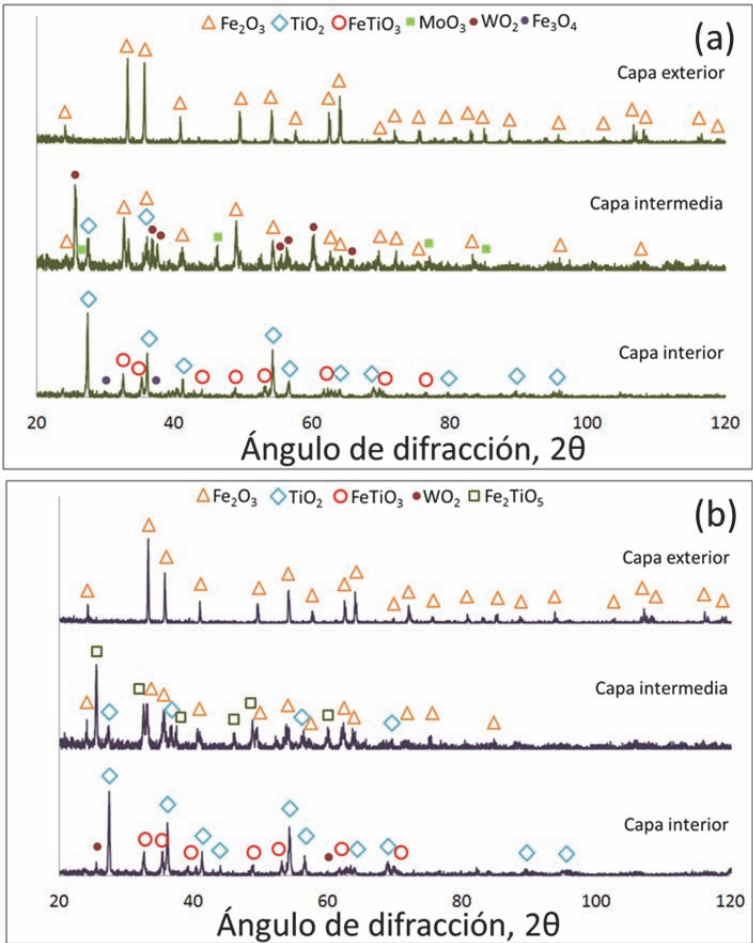 Fe₂O₃ TiO₂ FeTiO₃ MoO₃ WO₂ Fe₃O₄
(a)
Capa exterior
Capa intermedia
Capa interior
20 40 60 80 100 120
Ángulo de difracción, 2θ
Fe₂O₃ TiO₂ FeTiO₃ WO₂ Fe₂TiO₅
(b)
Capa exterior
Capa intermedia
Capa interior
20 40 60 80 100 120
Ángulo de difracción, 2θ